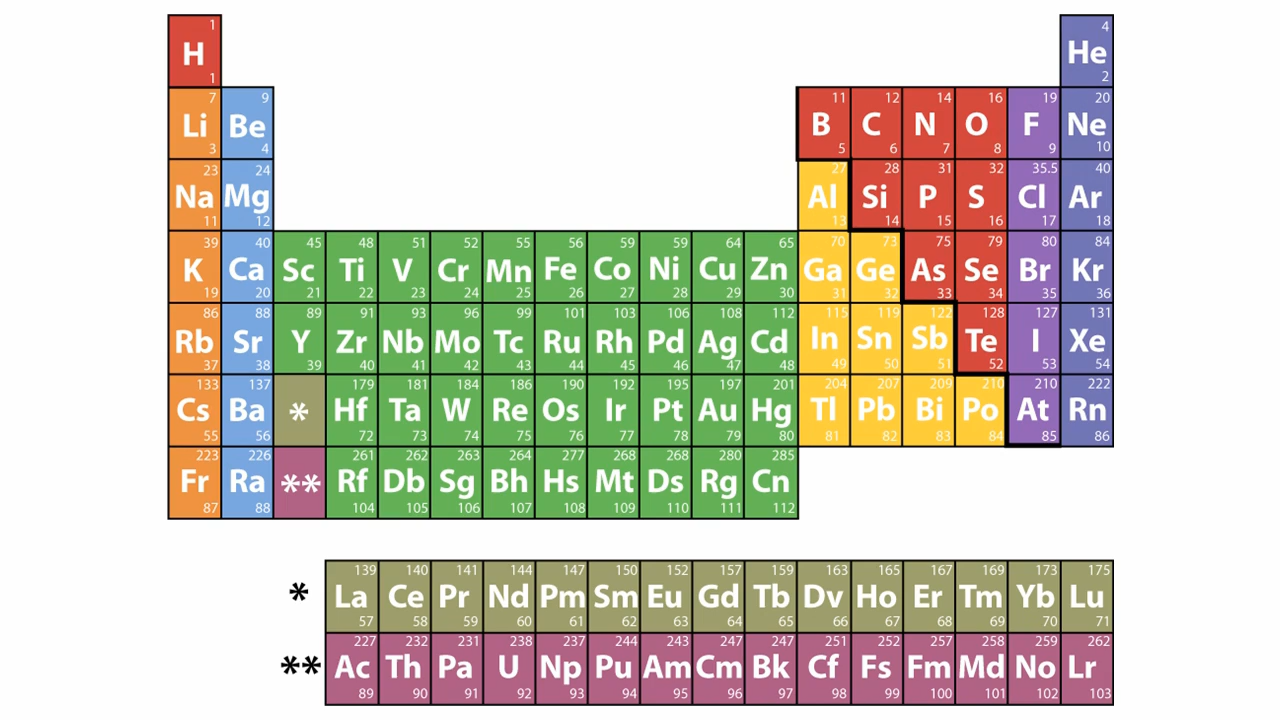 1 4
H He
1 2
7 9 11 12 14 16 19 20
Li Be B C N O F Ne
3 4 5 6 7 8 9 10
23 24 27 28 31 32 35.5 40
Na Mg Al Si P S Cl Ar
11 12 13 14 15 16 17 18
39 40 45 48 51 52 55 56 59 59 64 65 70 73 75 79 80 84
K Ca Sc Ti V Cr Mn Fe Co Ni Cu Zn Ga Ge As Se Br Kr
19 20 21 22 23 24 25 26 27 28 29 30 31 32 33 34 35 36
86 88 89 91 93 96 99 101 103 106 108 112 115 119 122 128 127 131
Rb Sr Y Zr Nb Mo Tc Ru Rh Pd Ag Cd In Sn Sb Te I Xe
37 38 39 40 41 42 43 44 45 46 47 48 49 50 51 52 53 54
133 137 179 181 184 186 190 192 195 197 201 204 207 209 210 210 222
Cs Ba * Hf Ta W Re Os Ir Pt Au Hg Tl Pb Bi Po At Rn
55 56 72 73 74 75 76 77 78 79 80 81 82 83 84 85 86
223 226 261 262 263 264 277 268 268 280 285
Fr Ra ** Rf Db Sg Bh Hs Mt Ds Rg Cn
87 88 104 105 106 107 108 109 110 111 112
139 140 141 144 147 150 152 157 159 163 165 167 169 173 175
* La Ce Pr Nd Pm Sm Eu Gd Tb Dv Ho Er Tm Yb Lu
57 58 59 60 61 62 63 64 65 66 67 68 69 70 71
227 232 231 238 237 244 243 247 247 251 252 257 258 259 262
** Ac Th Pa U Np Pu Am Cm Bk Cf Fs Fm Md No Lr
89 90 91 92 93 94 95 96 97 98 99 100 101 102 103